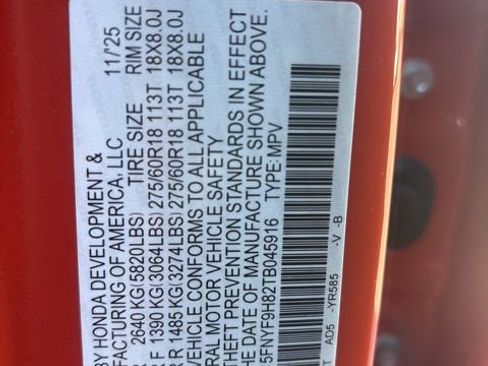 BY HONDA DEVELOPMENT &
FACTURING OF AMERICA, LLC 11/'25
R 2640 KG(5820LBS) TIRE SIZE RIM SIZE
R F 1390 KG(3064LBS) 275/60R18 113T 18X8.0J
R R 1485 KG(3274LBS) 275/60R18 113T 18X8.0J
VEHICLE CONFORMS TO ALL APPLICABLE
RAL MOTOR VEHICLE SAFETY
THEFT PREVENTION STANDARDS IN EFFECT
DATE OF MANUFACTURE SHOWN ABOVE.
5FNYF9H82TB045916 TYPE: MPV
T AD5 -YR585 -V -B